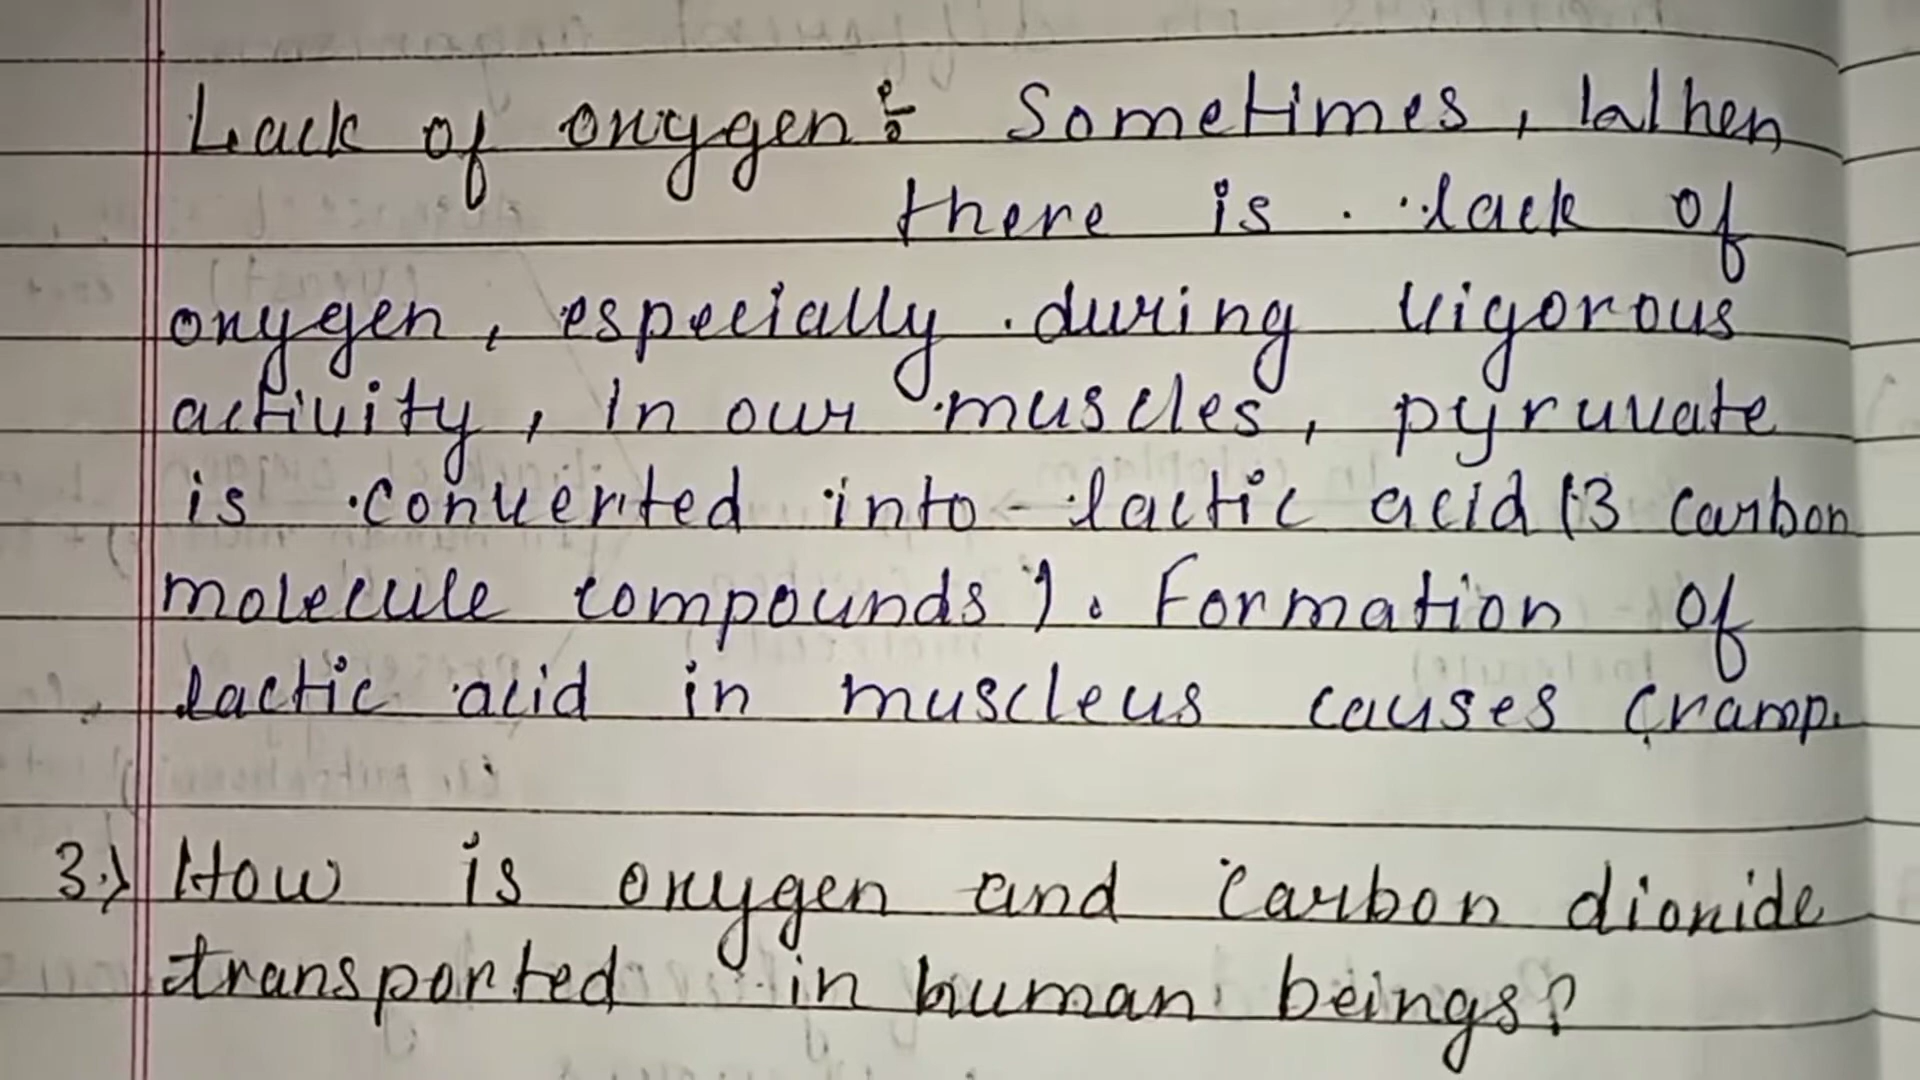 Lack of oxygen :- Sometimes, When
there is lack of
oxygen, especially during vigorous
activity, in our muscles, pyruvate
is converted into lactic acid (3 carbon
molecule compounds). Formation of
lactic acid in muscleus causes cramp.
3.) How is oxygen and carbon dioxide
transported in human beings?